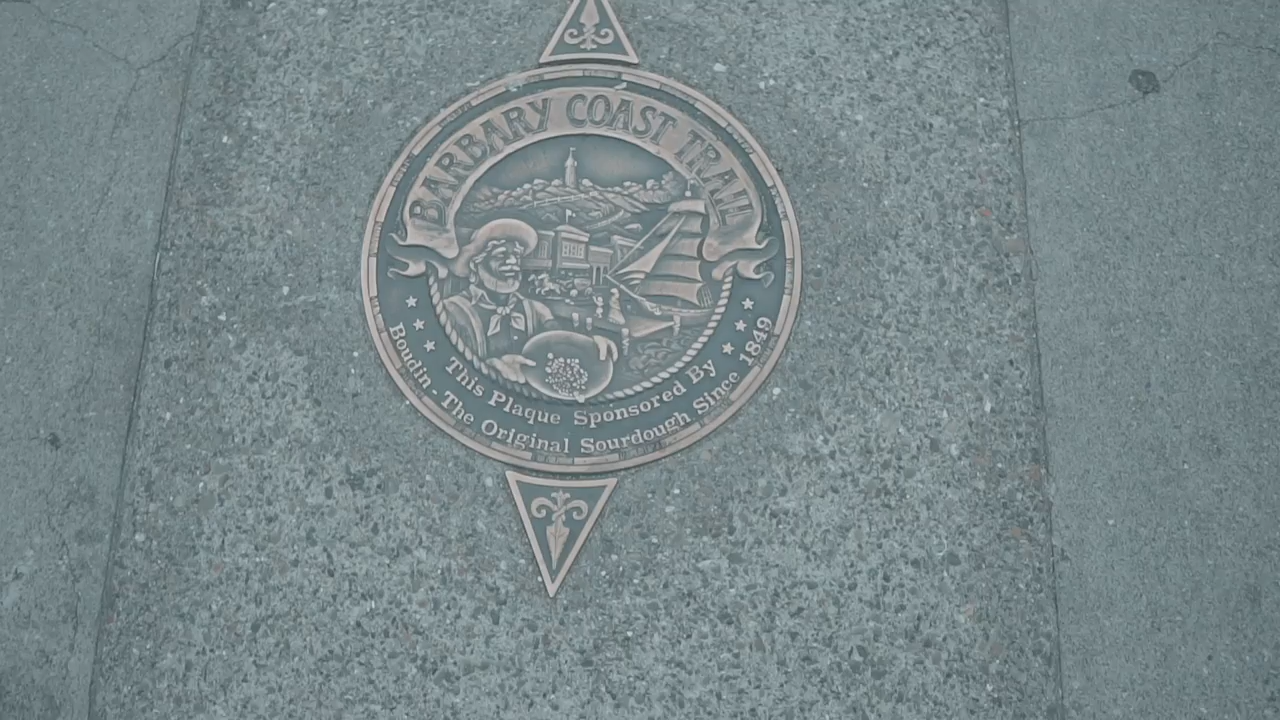 BARBARY COAST TRAIL
This Plaque Sponsored By
Boudin, The Original Sourdough Since 1849